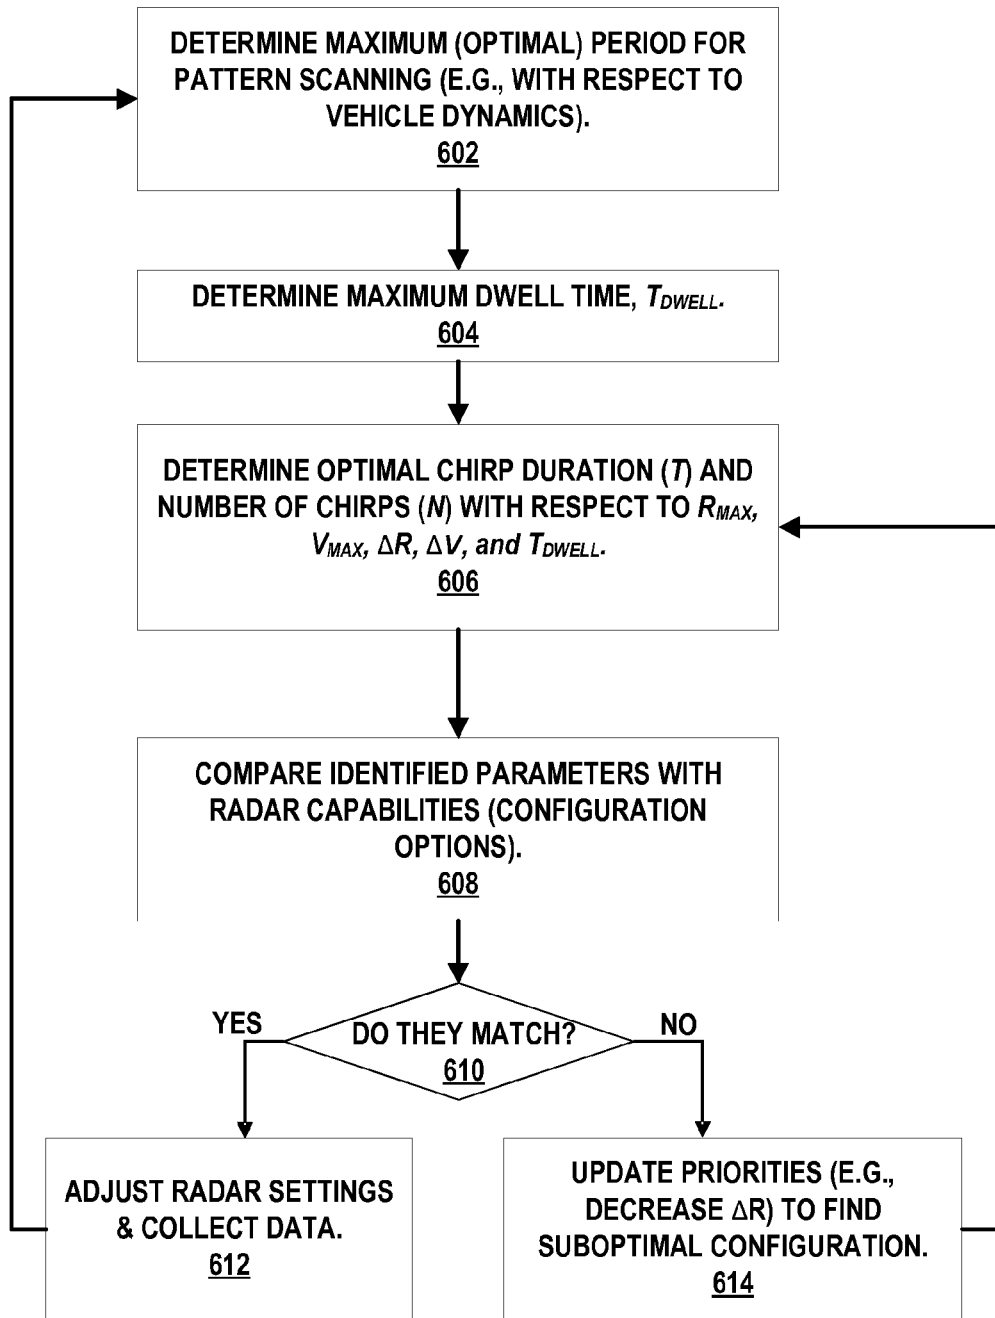 DETERMINE MAXIMUM (OPTIMAL) PERIOD FOR
PATTERN SCANNING (E.G., WITH RESPECT TO
VEHICLE DYNAMICS).
602
DETERMINE MAXIMUM DWELL TIME, TDWELL.
604
DETERMINE OPTIMAL CHIRP DURATION (T) AND
NUMBER OF CHIRPS (N) WITH RESPECT TO RMAX,
VMAX, ΔR, ΔV, and TDWELL.
606
COMPARE IDENTIFIED PARAMETERS WITH
RADAR CAPABILITIES (CONFIGURATION
OPTIONS).
608
YES
NO
DO THEY MATCH?
610
ADJUST RADAR SETTINGS
& COLLECT DATA.
612
UPDATE PRIORITIES (E.G.,
DECREASE ΔR) TO FIND
SUBOPTIMAL CONFIGURATION.
614